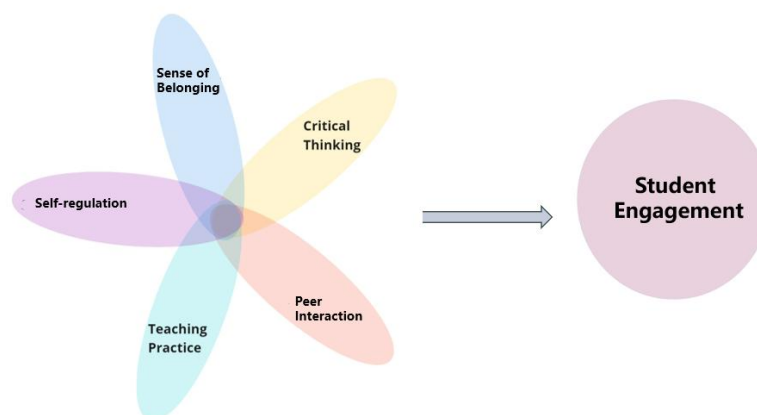 Sense of
Belonging
Critical
Thinking
Self-regulation
Peer
Interaction
Teaching
Practice
Student
Engagement